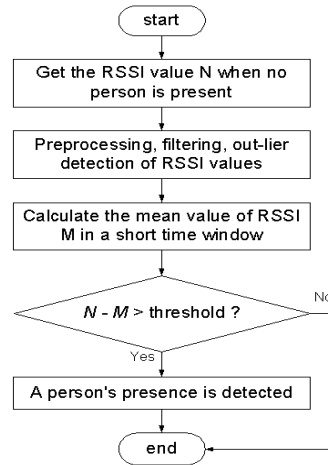 start
Get the RSSI value N when no
person is present
Preprocessing, filtering, out-lier
detection of RSSI values
Calculate the mean value of RSSI
M in a short time window
N - M > threshold ?
No
Yes
A person's presence is detected
end